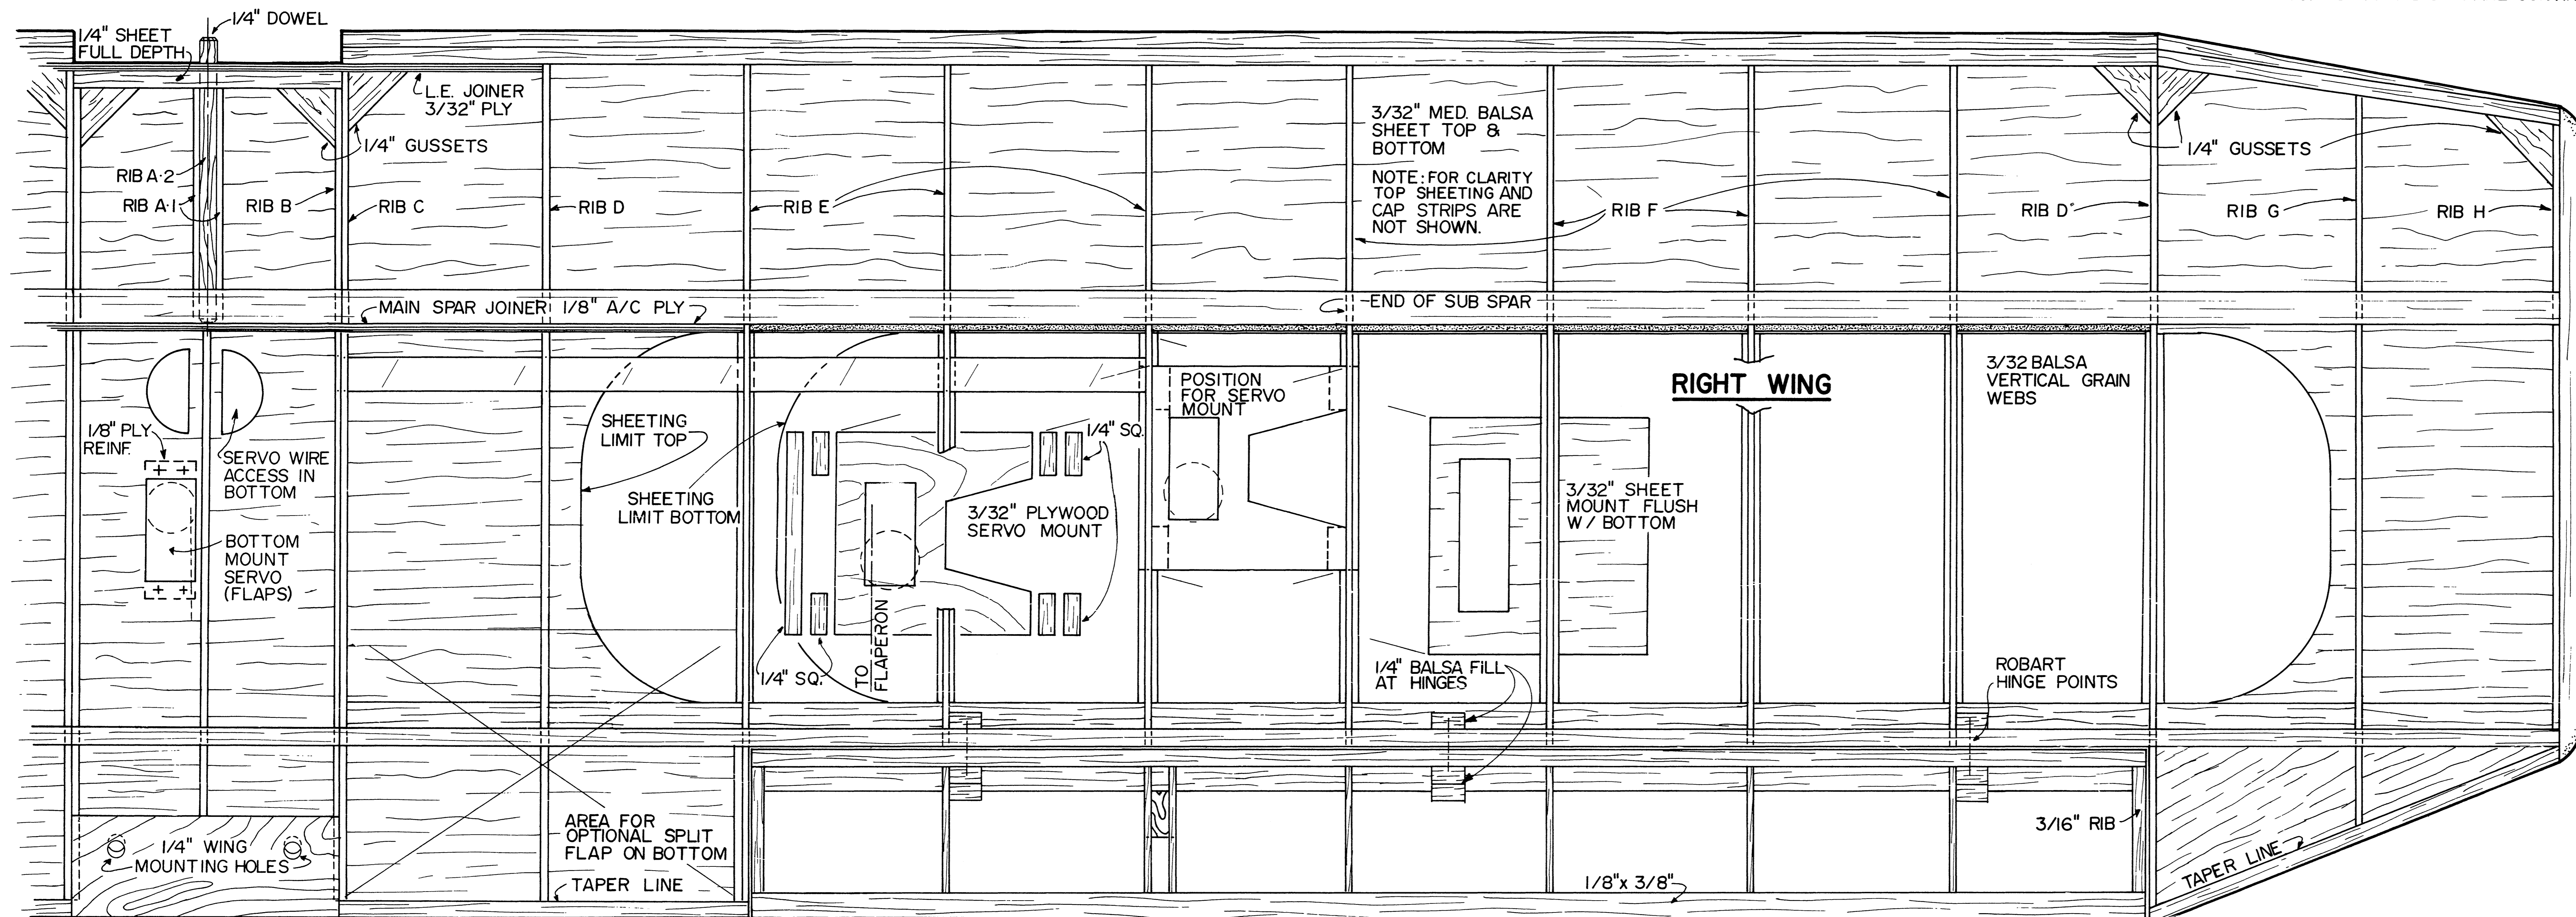 1/4" DOWEL
1/4" SHEET
FULL DEPTH
L.E. JOINER
3/32" PLY
1/4" GUSSETS
RIB A-2
RIB A-1
RIB B
RIB C
RIB D
RIB E
3/32" MED. BALSA
SHEET TOP &
BOTTOM
NOTE: FOR CLARITY
TOP SHEETING AND
CAP STRIPS ARE
NOT SHOWN.
RIB F
RIB D
1/4" GUSSETS
RIB G
RIB H
MAIN SPAR JOINER 1/8" A/C PLY
END OF SUB SPAR
1/8" PLY
REINF.
SERVO WIRE
ACCESS IN
BOTTOM
BOTTOM
MOUNT
SERVO
(FLAPS)
SHEETING
LIMIT TOP
SHEETING
LIMIT BOTTOM
1/4" SQ.
TO
FLAPERON
3/32" PLYWOOD
SERVO MOUNT
1/4" SQ.
POSITION
FOR SERVO
MOUNT
3/32" SHEET
MOUNT FLUSH
W/ BOTTOM
RIGHT WING
3/32 BALSA
VERTICAL GRAIN
WEBS
1/4" BALSA FILL
AT HINGES
ROBART
HINGE POINTS
1/4" WING
MOUNTING HOLES
AREA FOR
OPTIONAL SPLIT
FLAP ON BOTTOM
TAPER LINE
1/8" x 3/8"
3/16" RIB
TAPER LINE